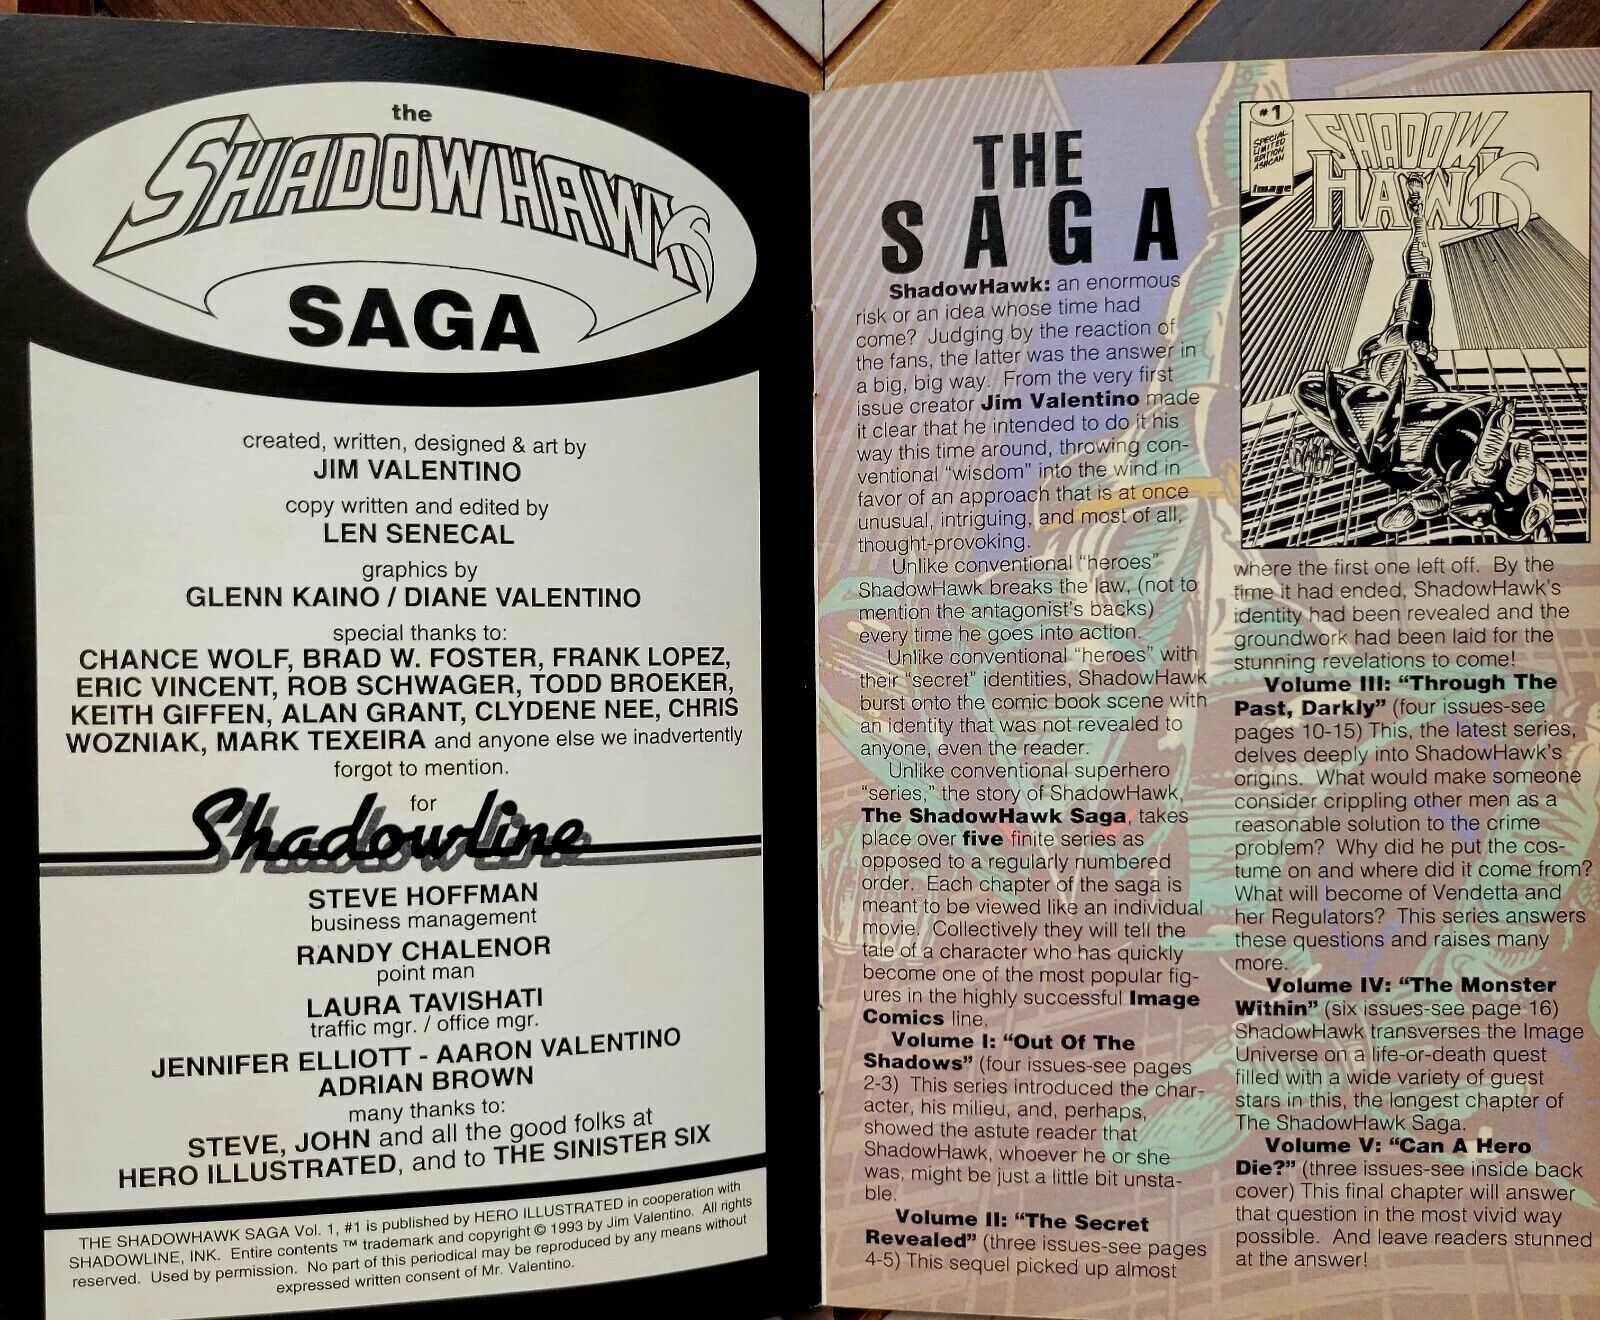 the
SHADOWHAWK
SAGA
created, written, designed & art by
JIM VALENTINO
copy written and edited by
LEN SENECAL
graphics by
GLENN KAINO / DIANE VALENTINO
special thanks to:
CHANCE WOLF, BRAD W. FOSTER, FRANK LOPEZ,
ERIC VINCENT, ROB SCHWAGER, TODD BROEKER,
KEITH GIFFEN, ALAN GRANT, CLYDENE NEE, CHRIS
WOZNIAK, MARK TEXEIRA and anyone else we inadvertently
forgot to mention.
for
Shadowline
STEVE HOFFMAN
business management
RANDY CHALENOR
point man
LAURA TAVISHATI
traffic mgr. / office mgr.
JENNIFER ELLIOTT - AARON VALENTINO
ADRIAN BROWN
many thanks to:
STEVE, JOHN and all the good folks at
HERO ILLUSTRATED, and to THE SINISTER SIX
THE SHADOWHAWK SAGA Vol. 1, #1 is published by HERO ILLUSTRATED in cooperation with
SHADOWLINE, INK. Entire contents ™ trademark and copyright © 1993 by Jim Valentino. All rights
reserved. Used by permission. No part of this periodical may be reproduced by any means without
expressed written consent of Mr. Valentino.
THE
SAGA
ShadowHawk: an enormous
risk or an idea whose time had
come? Judging by the reaction of
the fans, the latter was the answer in
a big, big way. From the very first
issue creator Jim Valentino made
it clear that he intended to do it his
way this time around, throwing con-
ventional "wisdom" into the wind in
favor of an approach that is at once
unusual, intriguing, and most of all,
thought-provoking.
Unlike conventional "heroes"
ShadowHawk breaks the law, (not to
mention the antagonist's backs)
every time he goes into action.
Unlike conventional "heroes" with
their "secret" identities, ShadowHawk
burst onto the comic book scene with
an identity that was not revealed to
anyone, even the reader.
Unlike conventional superhero
"series," the story of ShadowHawk,
The ShadowHawk Saga, takes
place over five finite series as
opposed to a regularly numbered
order. Each chapter of the saga is
meant to be viewed like an individual
movie. Collectively they will tell the
tale of a character who has quickly
become one of the most popular fig-
ures in the highly successful Image
Comics line.
Volume I: "Out Of The
Shadows" (four issues-see pages
2-3) This series introduced the char-
acter, his milieu, and, perhaps,
showed the astute reader that
ShadowHawk, whoever he or she
was, might be just a little bit unsta-
ble.
Volume II: "The Secret
Revealed" (three issues-see pages
4-5) This sequel picked up almost
#1
SPECIAL
LIMITED
EDITION
ASHCAN
image
SHADOW
HAWK
where the first one left off. By the
time it had ended, ShadowHawk's
identity had been revealed and the
groundwork had been laid for the
stunning revelations to come!
Volume III: "Through The
Past, Darkly" (four issues-see
pages 10-15) This, the latest series,
delves deeply into ShadowHawk's
origins. What would make someone
consider crippling other men as a
reasonable solution to the crime
problem? Why did he put the cos-
tume on and where did it come from?
What will become of Vendetta and
her Regulators? This series answers
these questions and raises many
more.
Volume IV: "The Monster
Within" (six issues-see page 16)
ShadowHawk transverses the Image
Universe on a life-or-death quest
filled with a wide variety of guest
stars in this, the longest chapter of
The ShadowHawk Saga.
Volume V: "Can A Hero
Die?" (three issues-see inside back
cover) This final chapter will answer
that question in the most vivid way
possible. And leave readers stunned
at the answer!